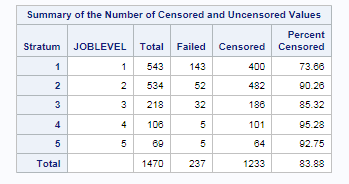 Summary of the Number of Censored and Uncensored Values
Stratum JOBLEVEL Total Failed Censored Percent Censored
1 1 543 143 400 73.66
2 2 534 52 482 90.26
3 3 218 32 186 85.32
4 4 106 5 101 95.28
5 5 69 5 64 92.75
Total 1470 237 1233 83.88